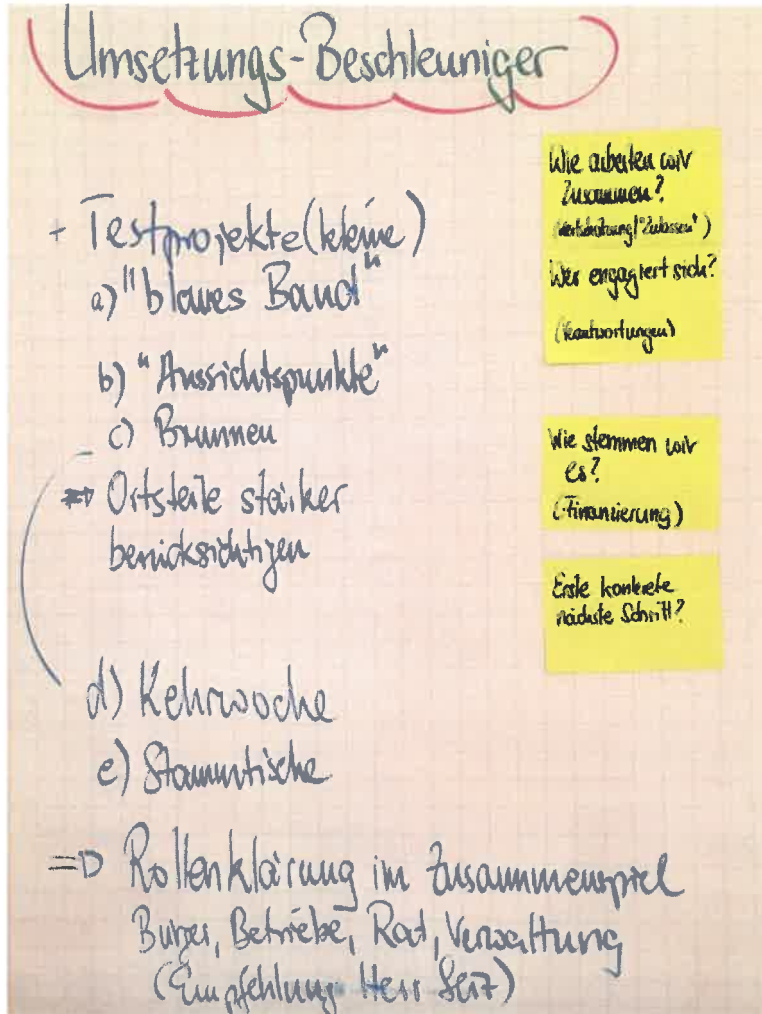 Umsetzungs-Beschleuniger
+ Testprojekte (kleine)
a) "blaues Band"
b) "Aussichtspunkte"
c) Brunnen
=> Ortsteile stärker
berücksichtigen
d) Kehrwoche
e) Stammtische
=> Rollenklärung im Zusammenspiel
Bürger, Betriebe, Rat, Verwaltung
(Empfehlung Herr
Wie arbeiten wir
zusammen?
(Wertschätzung/"Zulassen")
Wer engagiert sich?
(Verantwortungen)
Wie stemmen wir
es?
(Finanzierung)
Erste konkrete
nächste Schritt?